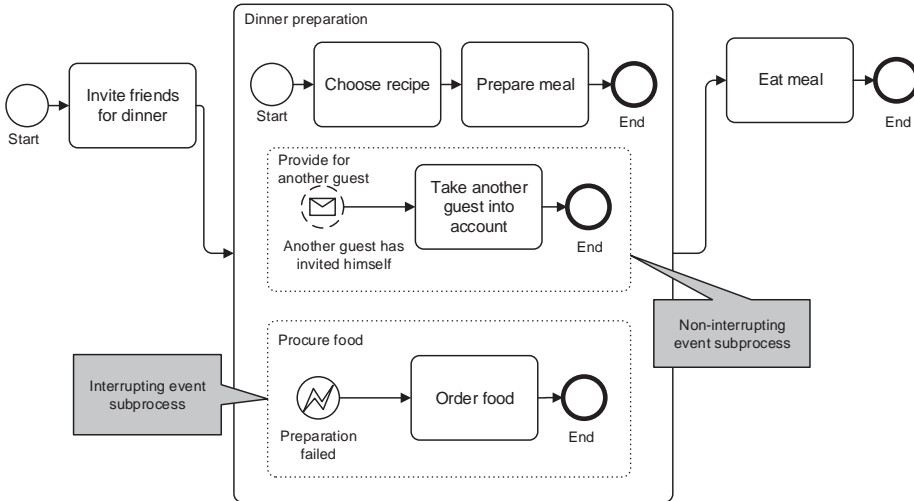 Dinner preparation
Start
Invite friends
for dinner
Start
Choose recipe
Prepare meal
End
Eat meal
End
Provide for
another guest
Another guest has
invited himself
Take another
guest into
account
End
Non-interrupting
event subprocess
Procure food
Interrupting event
subprocess
Preparation
failed
Order food
End